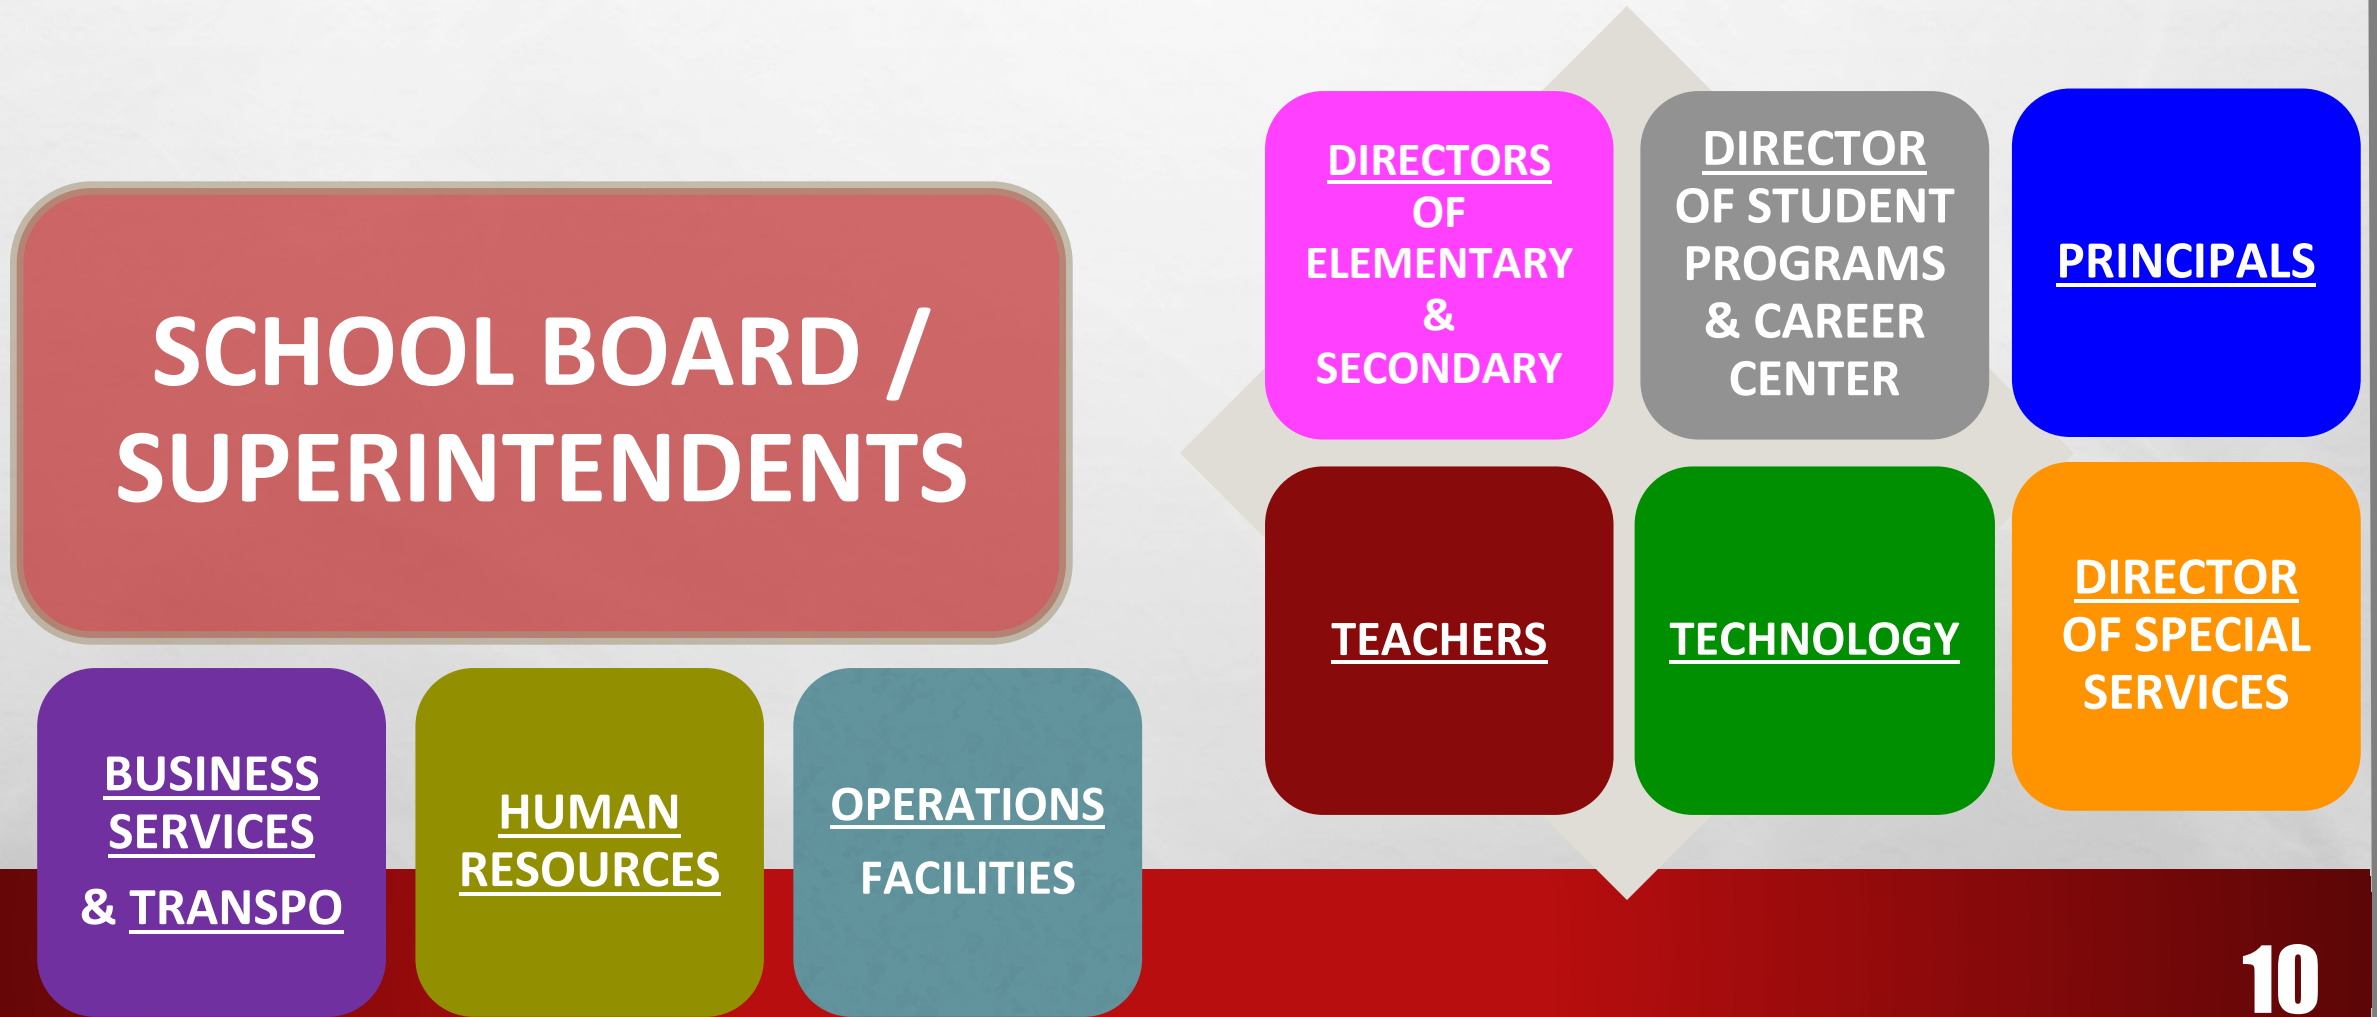 SCHOOL BOARD /
SUPERINTENDENTS
BUSINESS
SERVICES
& TRANSPO
HUMAN
RESOURCES
OPERATIONS
FACILITIES
DIRECTORS
OF
ELEMENTARY
&
SECONDARY
DIRECTOR
OF STUDENT
PROGRAMS
& CAREER
CENTER
PRINCIPALS
TEACHERS
TECHNOLOGY
DIRECTOR
OF SPECIAL
SERVICES
10